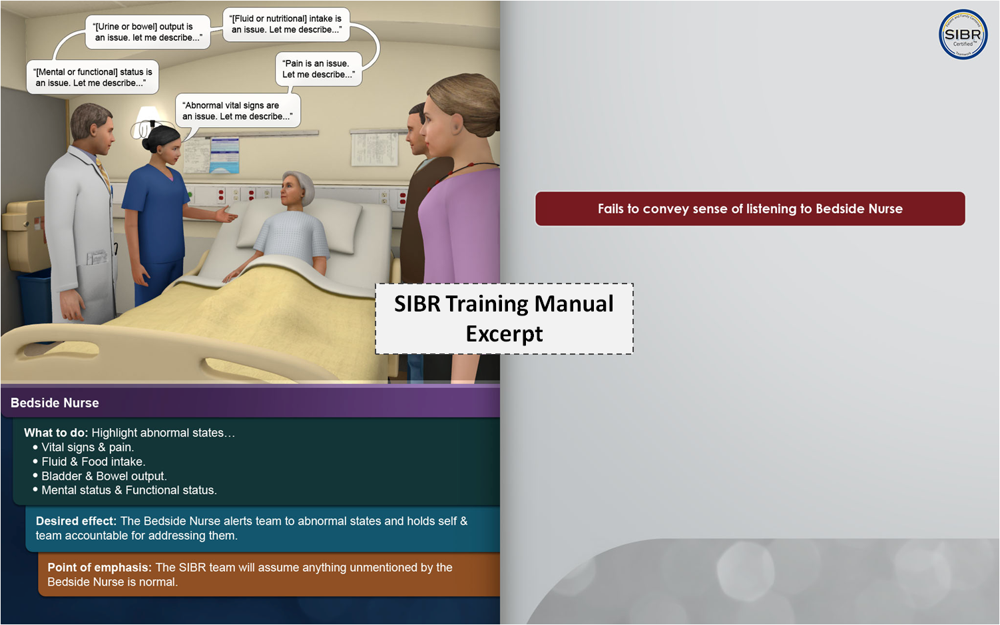 “[Urine or bowel] output is
an issue. let me describe...”
“[Fluid or nutritional] intake is
an issue. Let me describe...”
“[Mental or functional] status is
an issue. Let me describe...”
“Pain is an issue.
Let me describe...”
“Abnormal vital signs are
an issue. Let me describe...”
Patient and Family Centered
SIBR
Certified™
Teamwork
Fails to convey sense of listening to Bedside Nurse
SIBR Training Manual
Excerpt
Bedside Nurse
What to do: Highlight abnormal states…
• Vital signs & pain.
• Fluid & Food intake.
• Bladder & Bowel output.
• Mental status & Functional status.
Desired effect: The Bedside Nurse alerts team to abnormal states and holds self &
team accountable for addressing them.
Point of emphasis: The SIBR team will assume anything unmentioned by the
Bedside Nurse is normal.